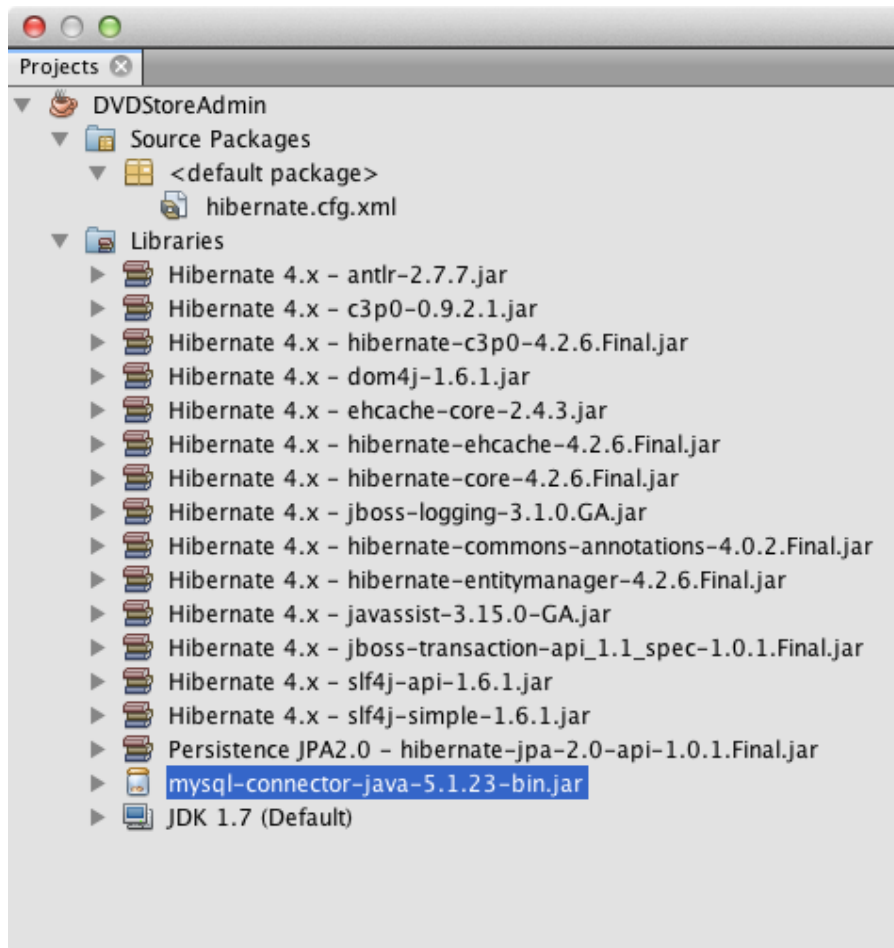 Projects
DVDStoreAdmin
Source Packages
<default package>
hibernate.cfg.xml
Libraries
Hibernate 4.x – antlr-2.7.7.jar
Hibernate 4.x – c3p0-0.9.2.1.jar
Hibernate 4.x – hibernate-c3p0-4.2.6.Final.jar
Hibernate 4.x – dom4j-1.6.1.jar
Hibernate 4.x – ehcache-core-2.4.3.jar
Hibernate 4.x – hibernate-ehcache-4.2.6.Final.jar
Hibernate 4.x – hibernate-core-4.2.6.Final.jar
Hibernate 4.x – jboss-logging-3.1.0.GA.jar
Hibernate 4.x – hibernate-commons-annotations-4.0.2.Final.jar
Hibernate 4.x – hibernate-entitymanager-4.2.6.Final.jar
Hibernate 4.x – javassist-3.15.0-GA.jar
Hibernate 4.x – jboss-transaction-api_1.1_spec-1.0.1.Final.jar
Hibernate 4.x – slf4j-api-1.6.1.jar
Hibernate 4.x – slf4j-simple-1.6.1.jar
Persistence JPA2.0 – hibernate-jpa-2.0-api-1.0.1.Final.jar
mysql-connector-java-5.1.23-bin.jar
JDK 1.7 (Default)